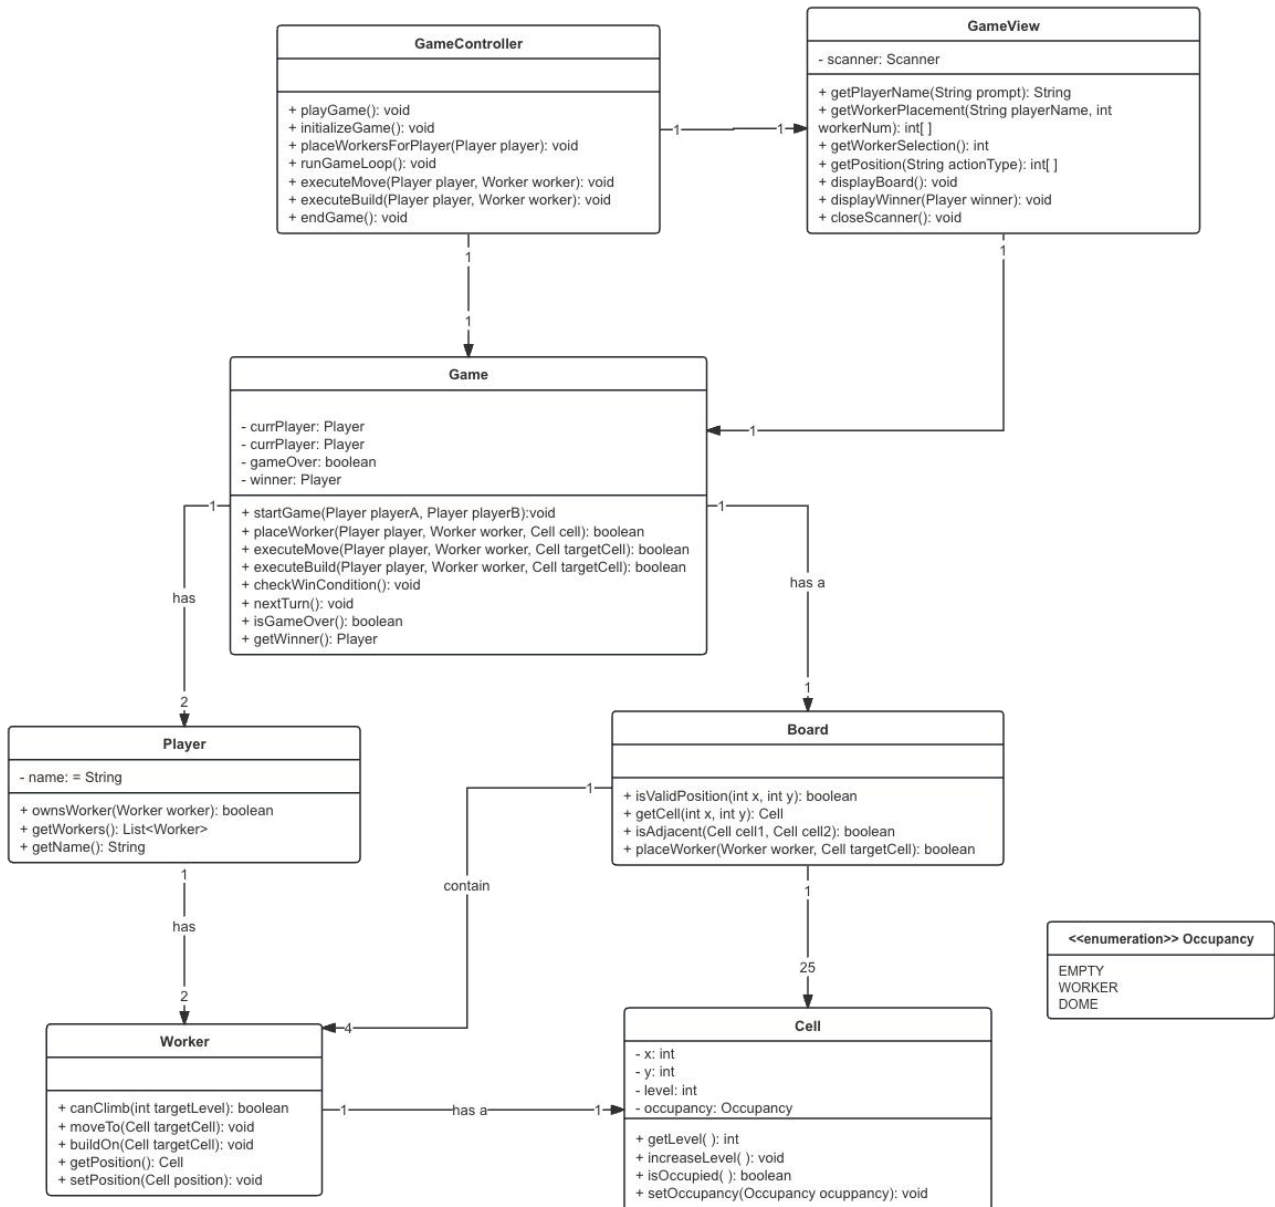 GameController
+ playGame(): void
+ initializeGame(): void
+ placeWorkersForPlayer(Player player): void
+ runGameLoop(): void
+ executeMove(Player player, Worker worker): void
+ executeBuild(Player player, Worker worker): void
+ endGame(): void
1
1
GameView
- scanner: Scanner
+ getPlayerName(String prompt): String
+ getWorkerPlacement(String playerName, int
workerNum): int[ ]
+ getWorkerSelection(): int
+ getPosition(String actionType): int[ ]
+ displayBoard(): void
+ displayWinner(Player winner): void
+ closeScanner(): void
1
1
1
1
Game
- currPlayer: Player
- currPlayer: Player
- gameOver: boolean
- winner: Player
+ startGame(Player playerA, Player playerB):void
+ placeWorker(Player player, Worker worker, Cell cell): boolean
+ executeMove(Player player, Worker worker, Cell targetCell): boolean
+ executeBuild(Player player, Worker worker, Cell targetCell): boolean
+ checkWinCondition(): void
+ nextTurn(): void
+ isGameOver(): boolean
+ getWinner(): Player
1
has
2
1
has a
1
Player
- name: = String
+ ownsWorker(Worker worker): boolean
+ getWorkers(): List<Worker>
+ getName(): String
1
has
2
Board
+ isValidPosition(int x, int y): boolean
+ getCell(int x, int y): Cell
+ isAdjacent(Cell cell1, Cell cell2): boolean
+ placeWorker(Worker worker, Cell targetCell): boolean
1
contain
4
1
25
<<enumeration>> Occupancy
EMPTY
WORKER
DOME
Worker
+ canClimb(int targetLevel): boolean
+ moveTo(Cell targetCell): void
+ buildOn(Cell targetCell): void
+ getPosition(): Cell
+ setPosition(Cell position): void
1
has a
1
Cell
- x: int
- y: int
- level: int
- occupancy: Occupancy
+ getLevel( ): int
+ increaseLevel( ): void
+ isOccupied( ): boolean
+ setOccupancy(Occupancy ocuppancy): void